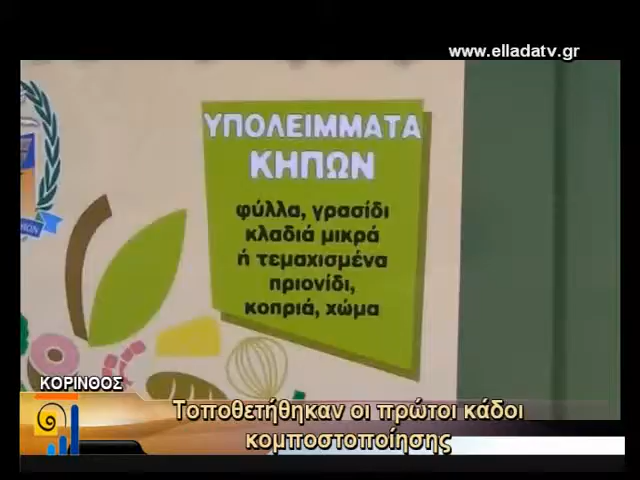 www.elladatv.gr
ΥΠΟΛΕΙΜΜΑΤΑ
ΚΗΠΩΝ
φύλλα, γρασίδι
κλαδιά μικρά
ή τεμαχισμένα
πριονίδι,
κοπριά, χώμα
ΚΟΡΙΝΘΟΣ
Τοποθετήθηκαν οι πρώτοι κάδοι
κομποστοποίησης